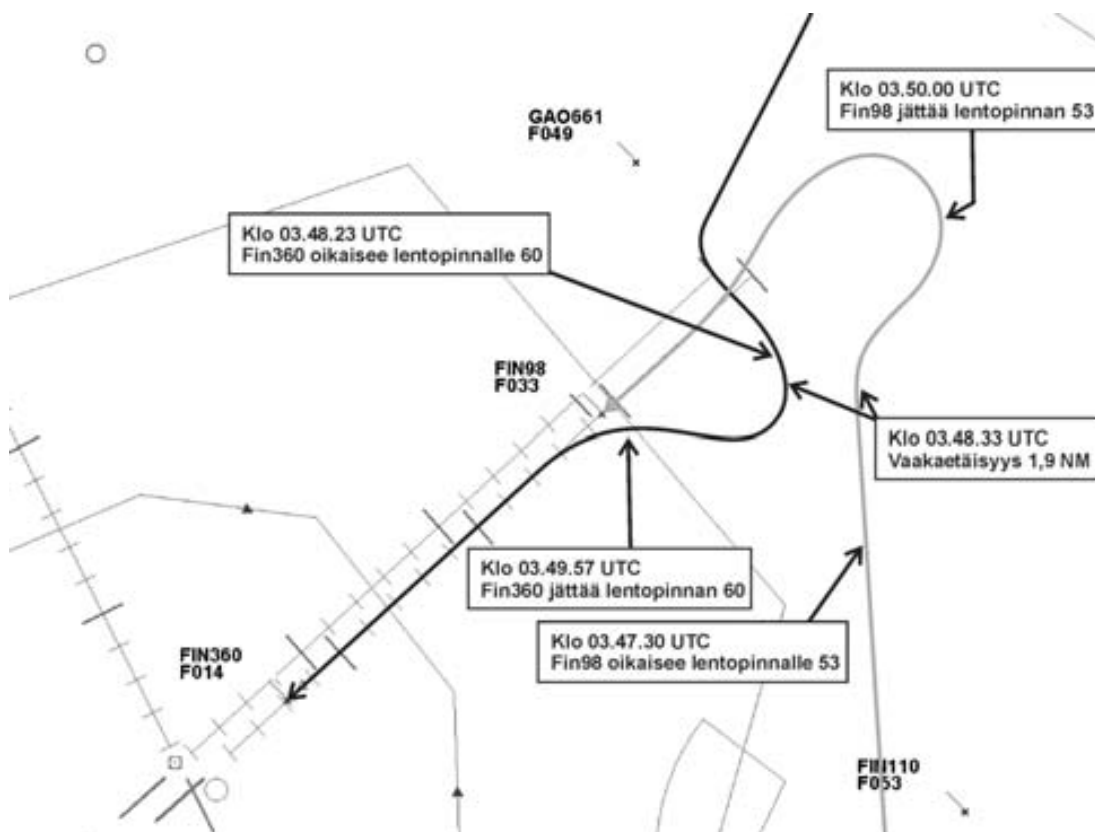 Klo 03.50.00 UTC
Fin98 jättää lentopinnan 53
GAO661
F049
Klo 03.48.23 UTC
Fin360 oikaisee lentopinnalle 60
FIN98
F033
Klo 03.48.33 UTC
Vaakaetäisyys 1,9 NM
Klo 03.49.57 UTC
Fin360 jättää lentopinnan 60
Klo 03.47.30 UTC
Fin98 oikaisee lentopinnalle 53
FIN360
F014
FIN110
F053